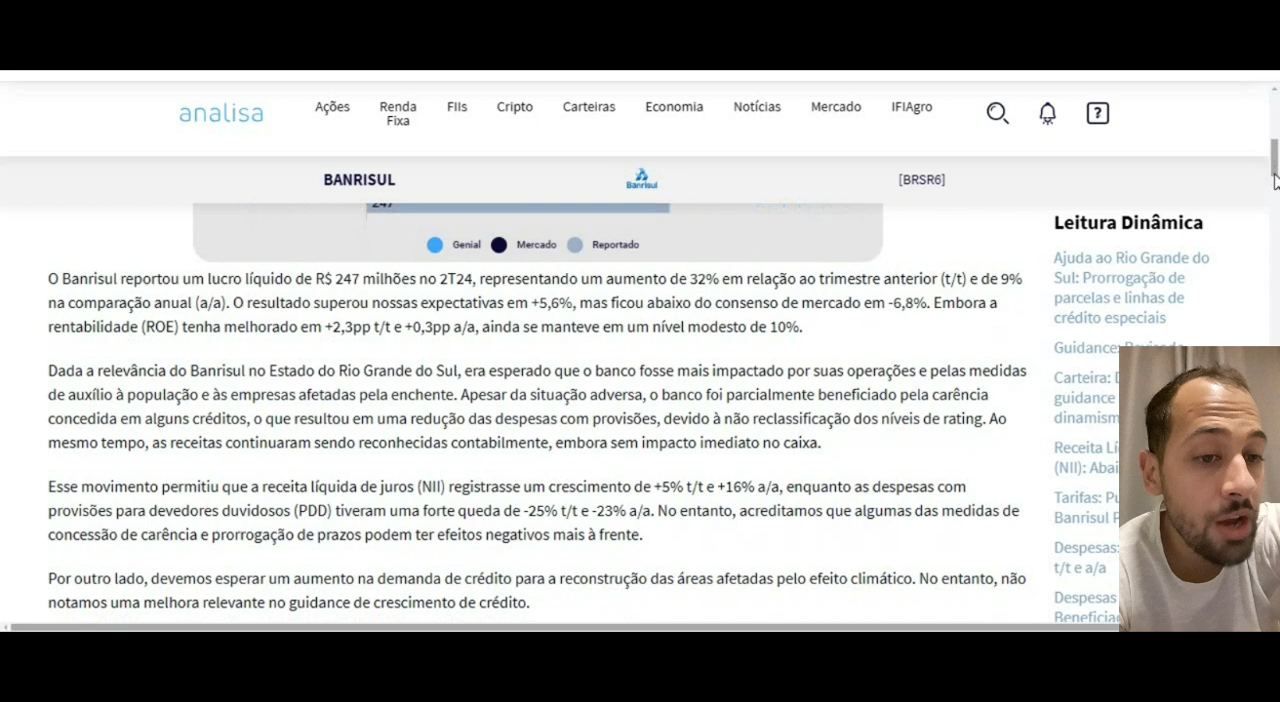 analisa
Ações
Renda
Fixa
FIIs
Cripto
Carteiras
Economia
Notícias
Mercado
IFIAgro
?
BANRISUL
Banrisul
[BRSR6]
247
Genial
Mercado
Reportado
O Banrisul reportou um lucro líquido de R$ 247 milhões no 2T24, representando um aumento de 32% em relação ao trimestre anterior (t/t) e de 9%
na comparação anual (a/a). O resultado superou nossas expectativas em +5,6%, mas ficou abaixo do consenso de mercado em -6,8%. Embora a
rentabilidade (ROE) tenha melhorado em +2,3pp t/t e +0,3pp a/a, ainda se manteve em um nível modesto de 10%.
Dada a relevância do Banrisul no Estado do Rio Grande do Sul, era esperado que o banco fosse mais impactado por suas operações e pelas medidas
de auxílio à população e às empresas afetadas pela enchente. Apesar da situação adversa, o banco foi parcialmente beneficiado pela carência
concedida em alguns créditos, o que resultou em uma redução das despesas com provisões, devido à não reclassificação dos níveis de rating. Ao
mesmo tempo, as receitas continuaram sendo reconhecidas contabilmente, embora sem impacto imediato no caixa.
Esse movimento permitiu que a receita líquida de juros (NII) registrasse um crescimento de +5% t/t e +16% a/a, enquanto as despesas com
provisões para devedores duvidosos (PDD) tiveram uma forte queda de -25% t/t e -23% a/a. No entanto, acreditamos que algumas das medidas de
concessão de carência e prorrogação de prazos podem ter efeitos negativos mais à frente.
Por outro lado, devemos esperar um aumento na demanda de crédito para a reconstrução das áreas afetadas pelo efeito climático. No entanto, não
notamos uma melhora relevante no guidance de crescimento de crédito.
Leitura Dinâmica
Ajuda ao Rio Grande do
Sul: Prorrogação de
parcelas e linhas de
crédito especiais
Guidance:
Carteira:
guidance
dinamism
Receita Lí
(NII): Abai
Tarifas: Pu
Banrisul P
Despesas:
t/t e a/a
Despesas
Beneficia